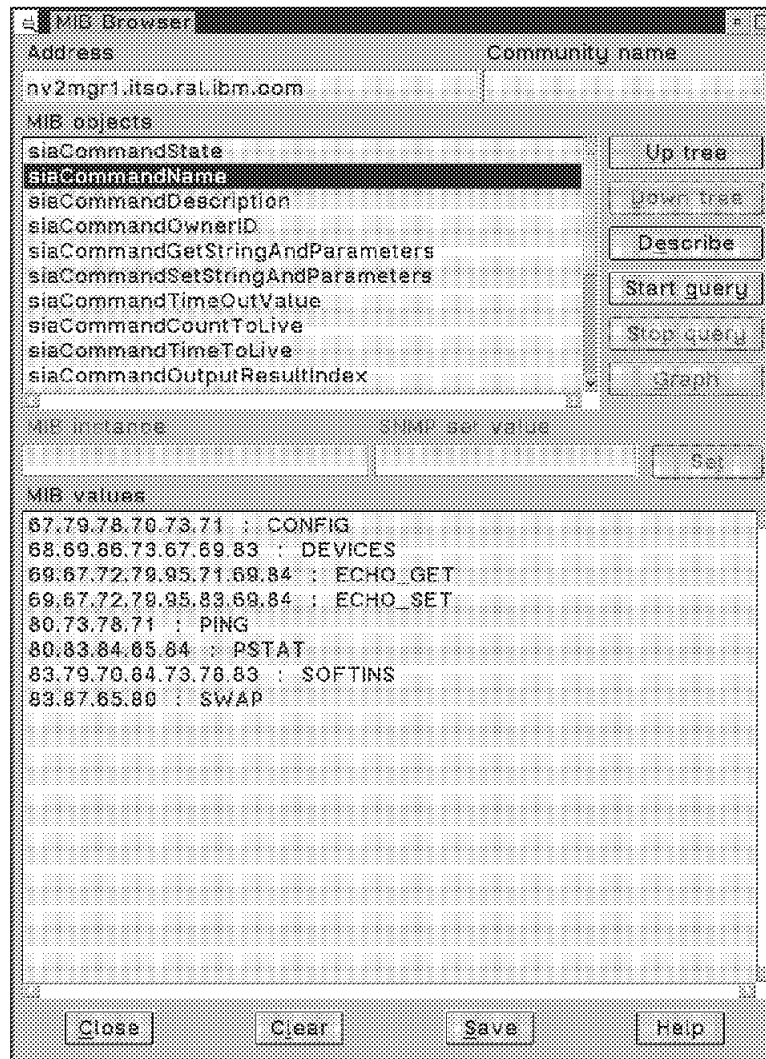 MIB Browser
Address Community name
nv2mgr1.itso.ral.ibm.com
MIB objects
siaCommandState
siaCommandName
siaCommandDescription
siaCommandOwnerID
siaCommandGetStringAndParameters
siaCommandSetStringAndParameters
siaCommandTimeOutValue
siaCommandCountToLive
siaCommandTimeToLive
siaCommandOutputResultIndex
Up tree
Down tree
Describe
Start query
Stop query
Graph
MIB instance SNMP set value
Set
MIB values
67.79.78.70.73.71 : CONFIG
68.69.86.73.67.69.83 : DEVICES
69.67.72.79.95.71.69.84 : ECHO_GET
69.67.72.79.95.83.69.84 : ECHO_SET
80.73.78.71 : PING
80.83.84.65.84 : PSTAT
83.79.70.84.73.78.83 : SOFTINS
83.87.65.80 : SWAP
Close Clear Save Help